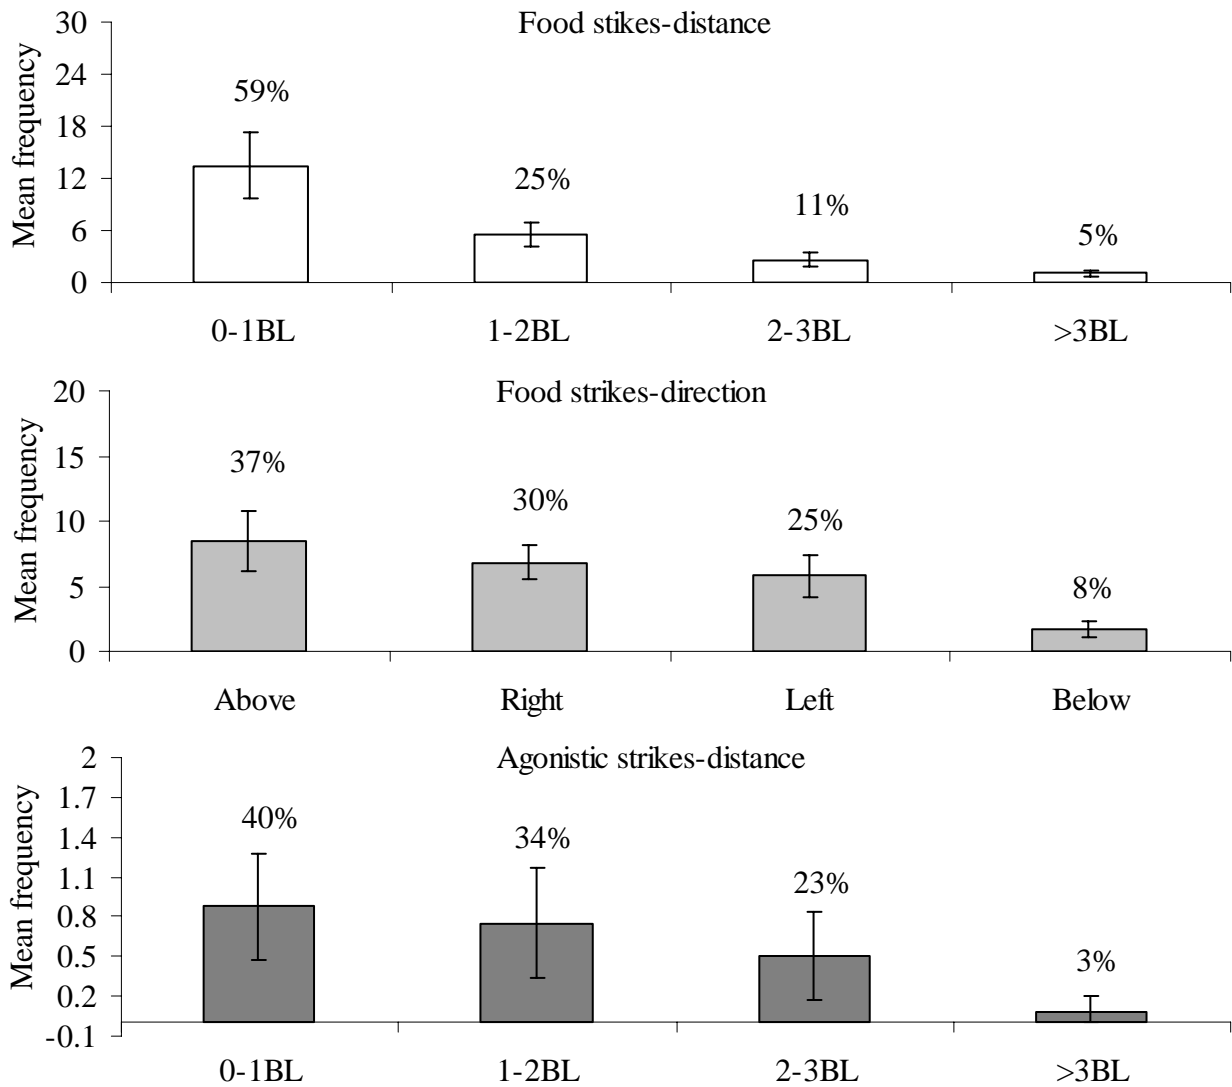 Food stikes-distance
Mean frequency
30
24
18
12
6
0
59%
25%
11%
5%
0-1BL
1-2BL
2-3BL
>3BL
Food strikes-direction
Mean frequency
20
15
10
5
0
37%
30%
25%
8%
Above
Right
Left
Below
Agonistic strikes-distance
Mean frequency
2
1.7
1.4
1.1
0.8
0.5
0.2
-0.1
40%
34%
23%
3%
0-1BL
1-2BL
2-3BL
>3BL